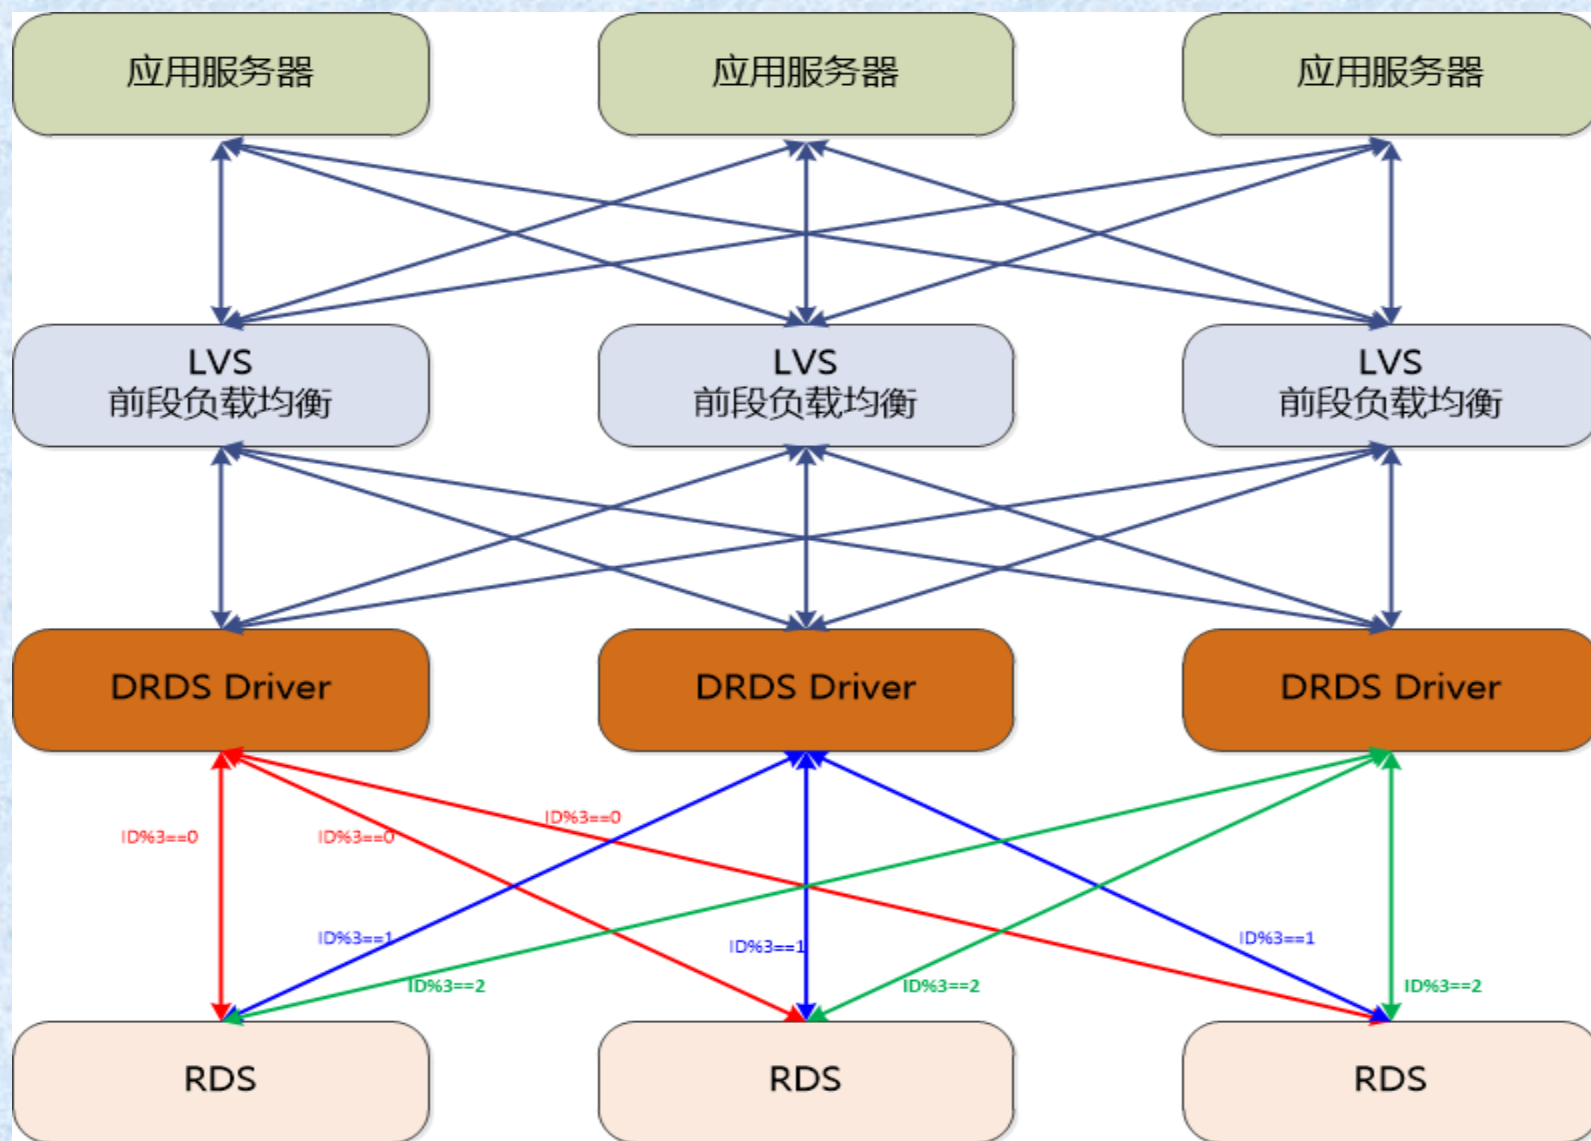 应用服务器
应用服务器
应用服务器
LVS
前段负载均衡
LVS
前段负载均衡
LVS
前段负载均衡
DRDS Driver
DRDS Driver
DRDS Driver
ID%3==0
ID%3==0
ID%3==0
ID%3==1
ID%3==1
ID%3==1
ID%3==2
ID%3==2
ID%3==2
RDS
RDS
RDS